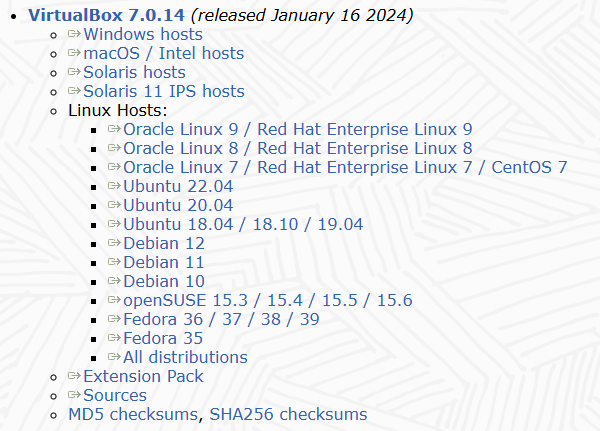 VirtualBox 7.0.14 (released January 16 2024)
Windows hosts
macOS / Intel hosts
Solaris hosts
Solaris 11 IPS hosts
Linux Hosts:
Oracle Linux 9 / Red Hat Enterprise Linux 9
Oracle Linux 8 / Red Hat Enterprise Linux 8
Oracle Linux 7 / Red Hat Enterprise Linux 7 / CentOS 7
Ubuntu 22.04
Ubuntu 20.04
Ubuntu 18.04 / 18.10 / 19.04
Debian 12
Debian 11
Debian 10
openSUSE 15.3 / 15.4 / 15.5 / 15.6
Fedora 36 / 37 / 38 / 39
Fedora 35
All distributions
Extension Pack
Sources
MD5 checksums, SHA256 checksums